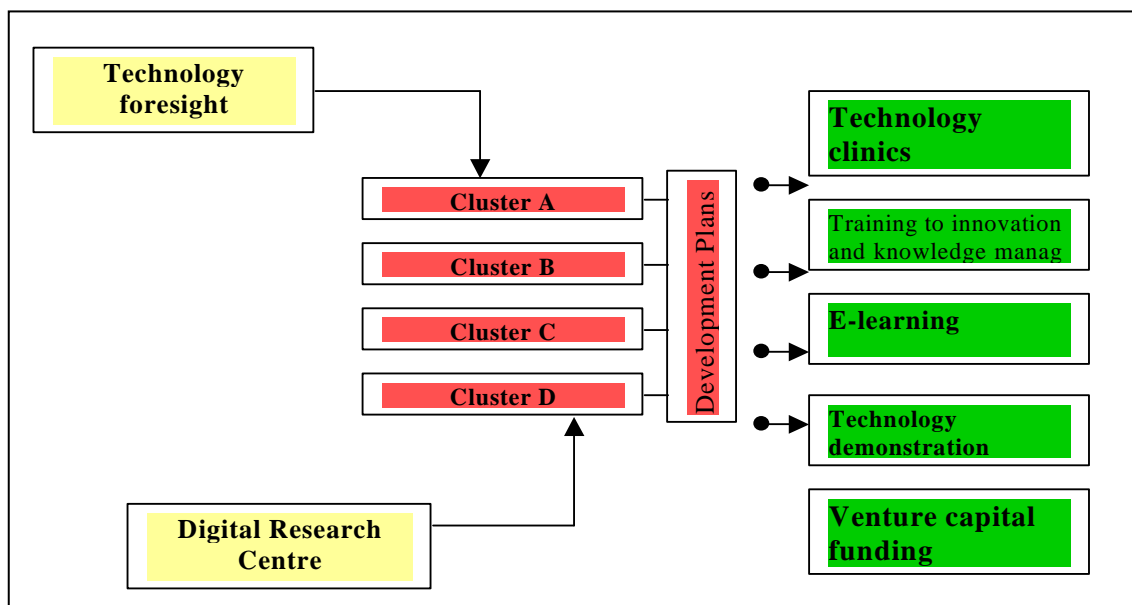 Technology
foresight
Cluster A
Cluster B
Cluster C
Cluster D
Digital Research
Centre
Development Plans
Technology
clinics
Training to innovation
and knowledge manag
E-learning
Technology
demonstration
Venture capital
funding